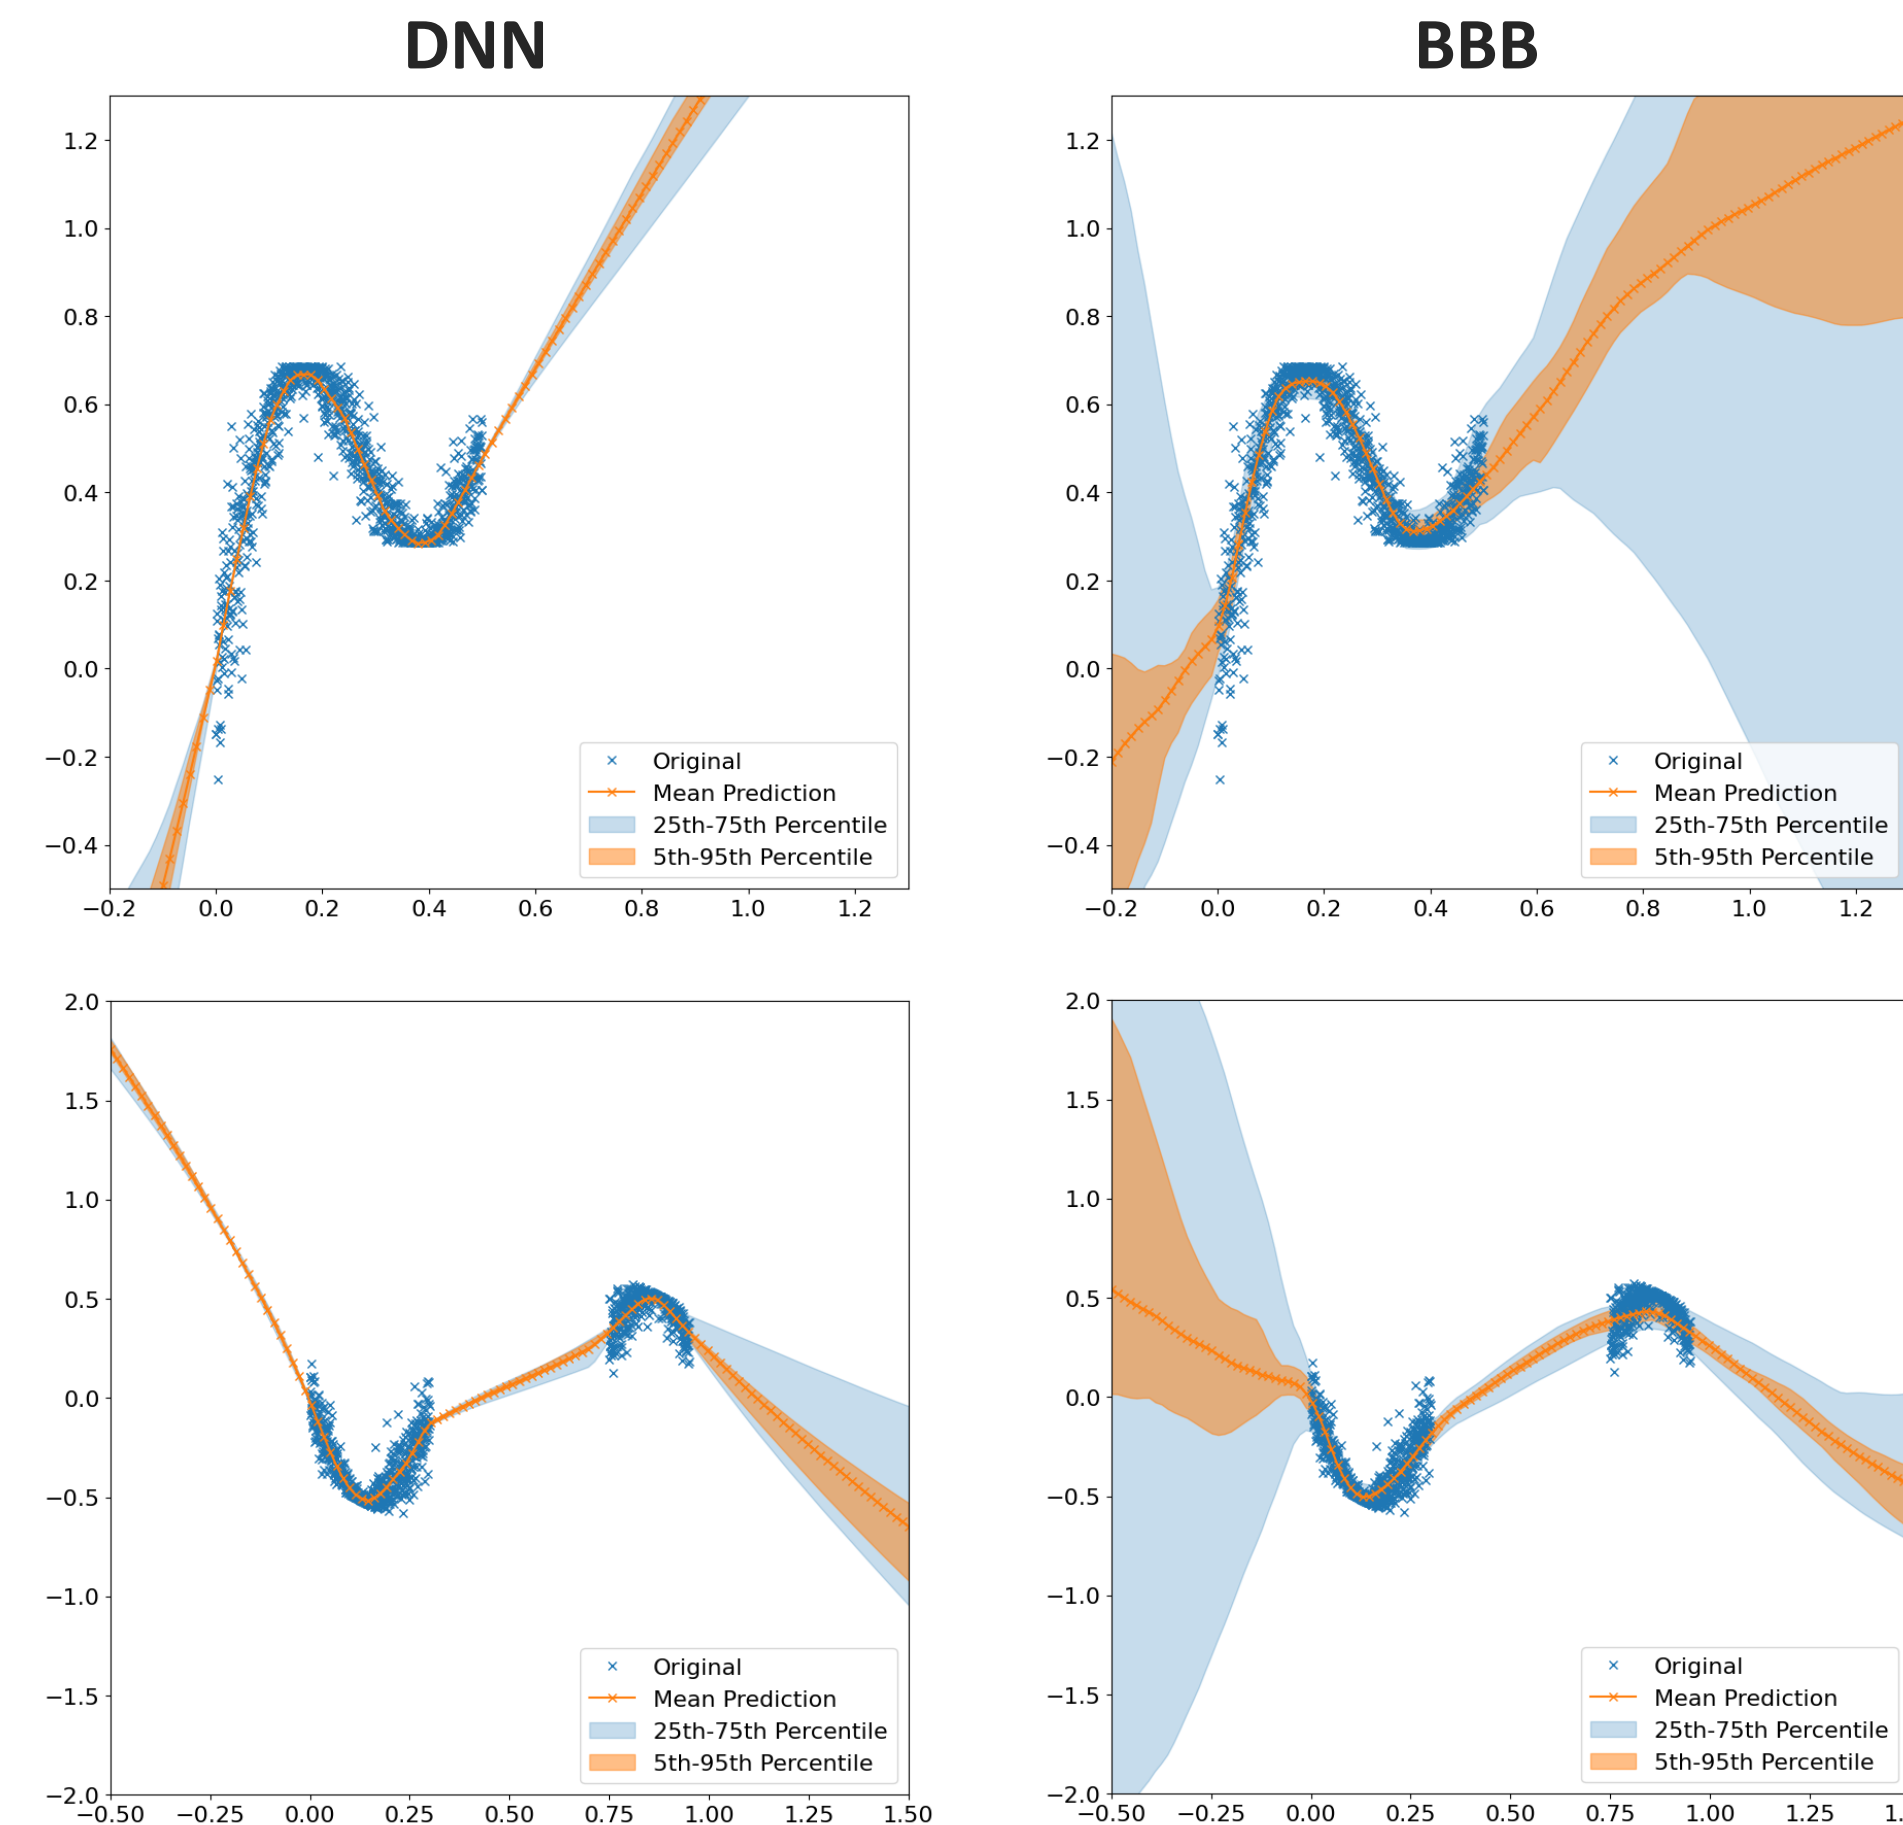 DNN
BBB
1.2
1.0
0.8
0.6
0.4
0.2
0.0
−0.2
−0.4
−0.2 0.0 0.2 0.4 0.6 0.8 1.0 1.2
Original
Mean Prediction
25th-75th Percentile
5th-95th Percentile
1.2
1.0
0.8
0.6
0.4
0.2
0.0
−0.2
−0.4
−0.2 0.0 0.2 0.4 0.6 0.8 1.0 1.2
Original
Mean Prediction
25th-75th Percentile
5th-95th Percentile
2.0
1.5
1.0
0.5
0.0
−0.5
−1.0
−1.5
−2.0
−0.50 −0.25 0.00 0.25 0.50 0.75 1.00 1.25 1.50
Original
Mean Prediction
25th-75th Percentile
5th-95th Percentile
2.0
1.5
1.0
0.5
0.0
−0.5
−1.0
−1.5
−2.0
−0.50 −0.25 0.00 0.25 0.50 0.75 1.00 1.25
Original
Mean Prediction
25th-75th Percentile
5th-95th Percentile